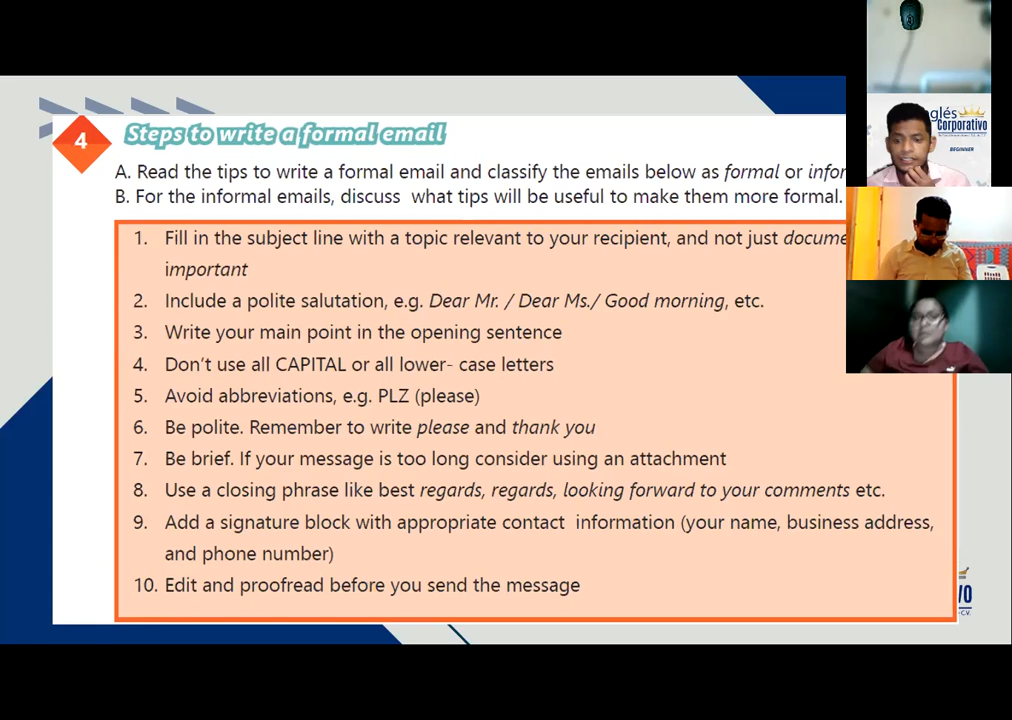 4
Steps to write a formal email
A. Read the tips to write a formal email and classify the emails below as formal or
B. For the informal emails, discuss what tips will be useful to make them more formal.
1. Fill in the subject line with a topic relevant to your recipient, and not just
important
2. Include a polite salutation, e.g. Dear Mr. / Dear Ms./ Good morning, etc.
3. Write your main point in the opening sentence
4. Don't use all CAPITAL or all lower- case letters
5. Avoid abbreviations, e.g. PLZ (please)
6. Be polite. Remember to write please and thank you
7. Be brief. If your message is too long consider using an attachment
8. Use a closing phrase like best regards, regards, looking forward to your comments etc.
9. Add a signature block with appropriate contact information (your name, business address,
and phone number)
10. Edit and proofread before you send the message
Corporativo
BEGINNER